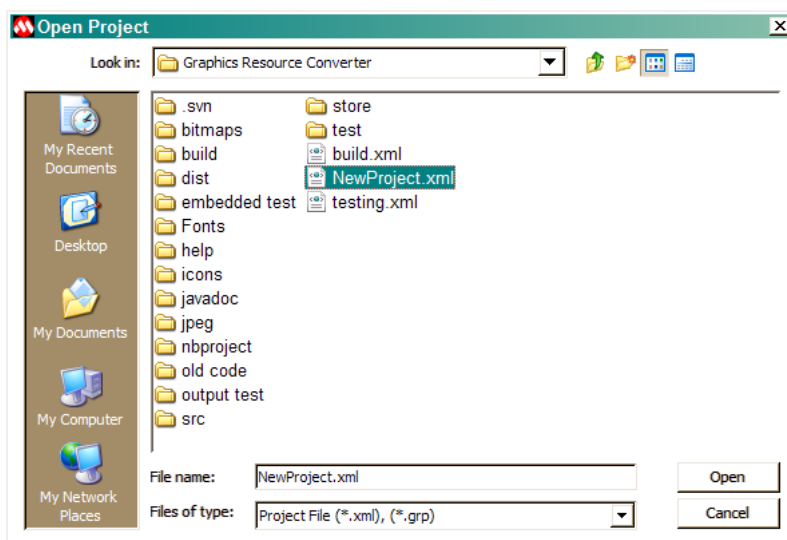 Open Project
Look in: Graphics Resource Converter
My Recent
Documents
Desktop
My Documents
My Computer
My Network
Places
.svn
bitmaps
build
dist
embedded test
Fonts
help
icons
javadoc
jpeg
nbproject
old code
output test
src
store
test
build.xml
NewProject.xml
testing.xml
File name: NewProject.xml Open
Files of type: Project File (*.xml), (*.grp) Cancel